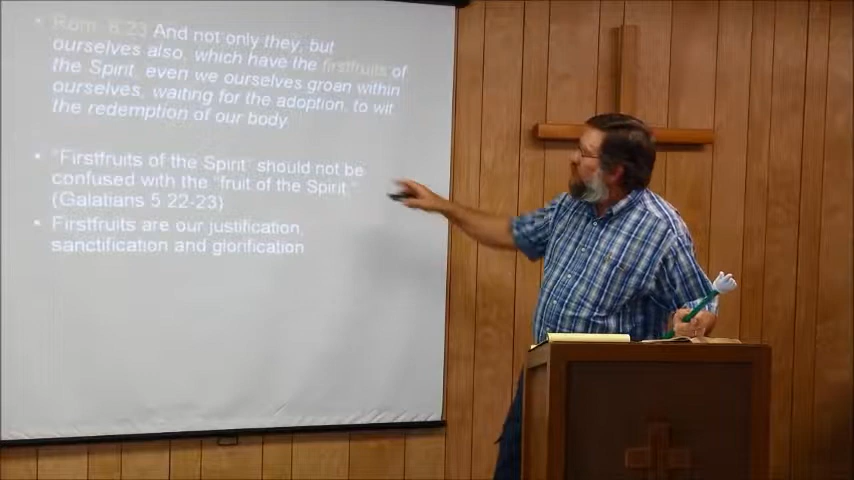 • Rom. 8:23 And not only they, but
ourselves also, which have the firstfruits of
the Spirit, even we ourselves groan within
ourselves, waiting for the adoption, to wit,
the redemption of our body.
• "Firstfruits of the Spirit" should not be
confused with the "fruit of the Spirit."
(Galatians 5:22-23)
• Firstfruits are our justification,
sanctification and glorification.